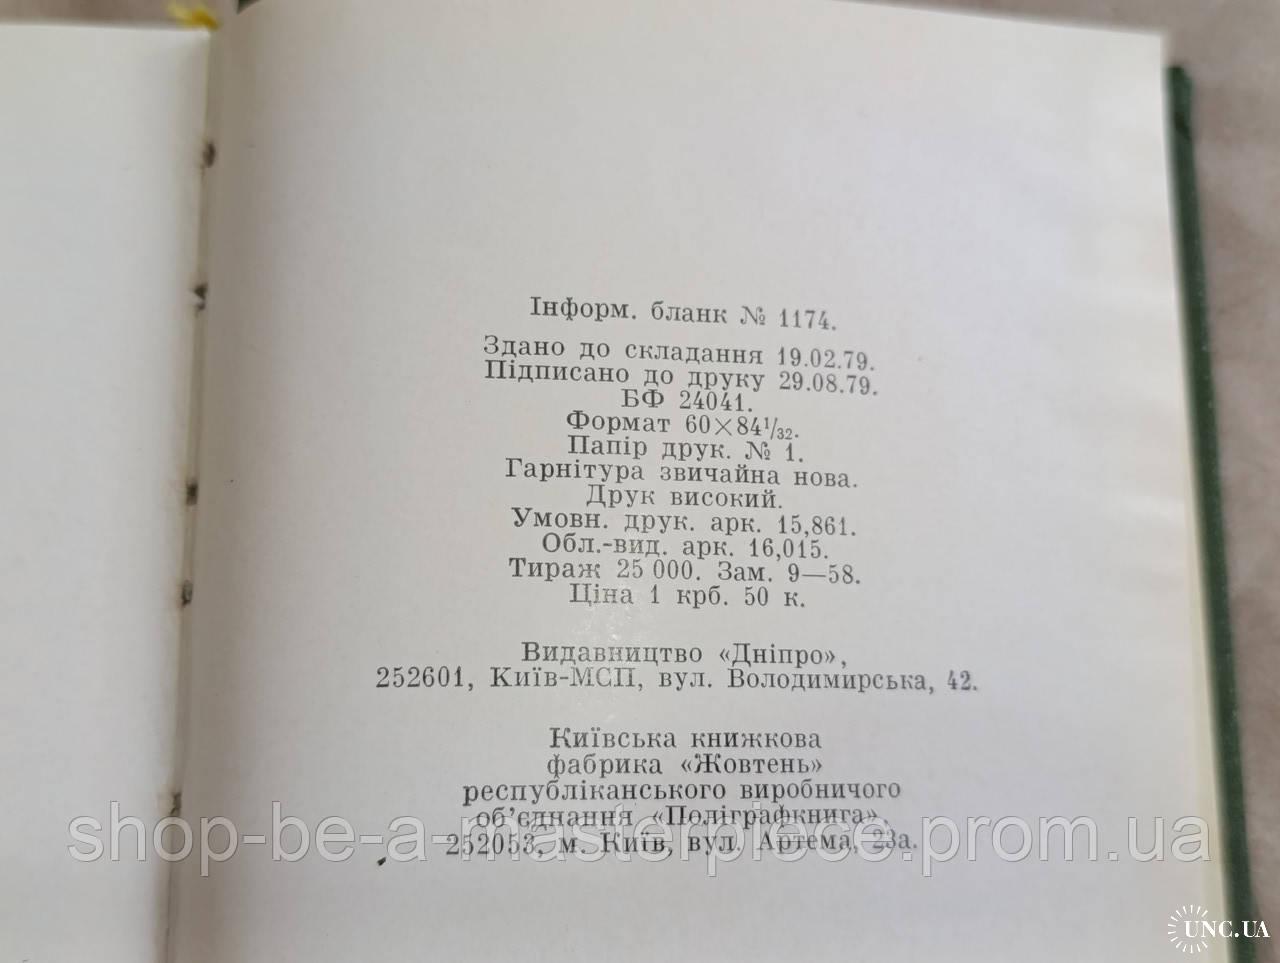 Інформ. бланк № 1174.
Здано до складання 19.02.79.
Підписано до друку 29.08.79.
БФ 24041.
Формат 60×84¹/₃₂.
Папір друк. № 1.
Гарнітура звичайна нова.
Друк високий.
Умовн. друк. арк. 15,861.
Обл.-вид. арк. 16,015.
Тираж 25 000. Зам. 9—58.
Ціна 1 крб. 50 к.
Видавництво «Дніпро»,
252601, Київ-МСП, вул. Володимирська, 42.
Київська книжкова
фабрика «Жовтень»
республіканського виробничого
об'єднання «Поліграфкнига»,
252053, м. Київ, вул. Артема, 23а.
shop-be-a-masterpiece.prom.ua
UNC.UA